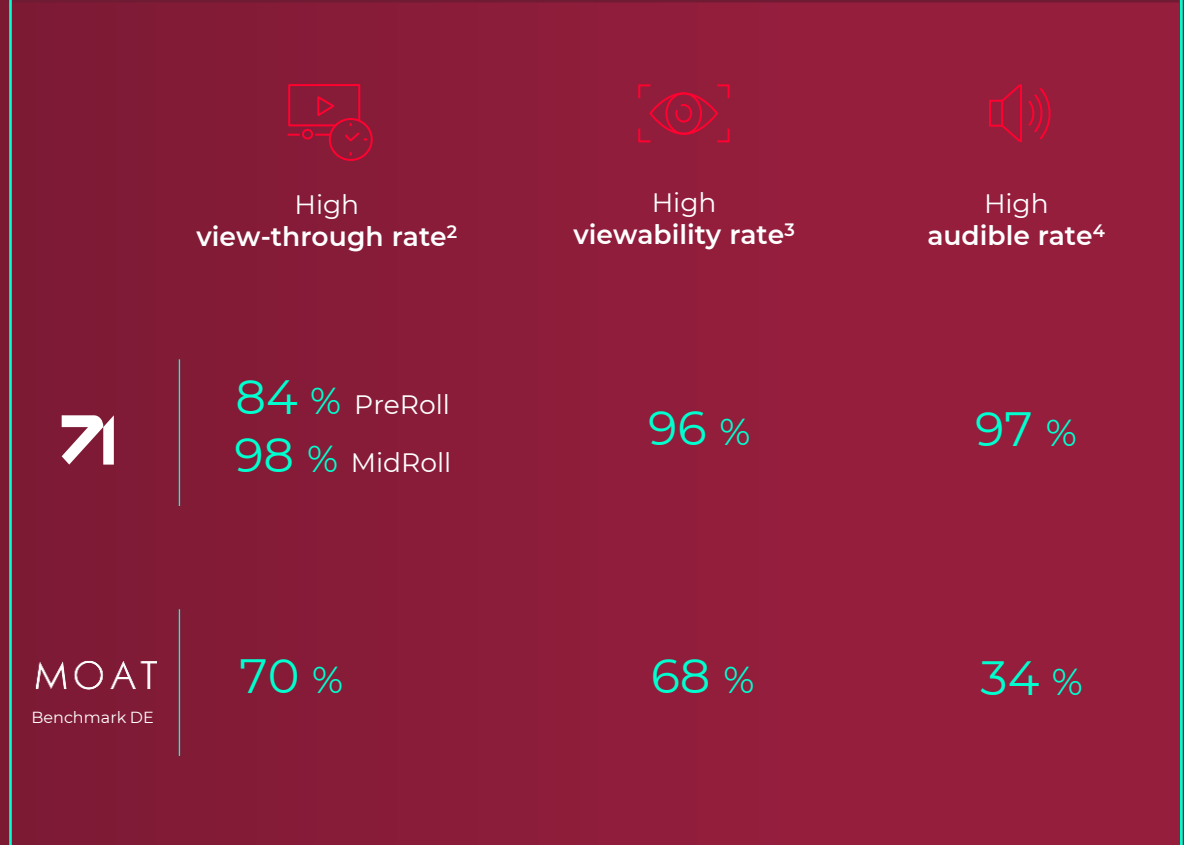 High
view-through rate²
High
viewability rate³
High
audible rate⁴
71
84 % PreRoll
98 % MidRoll
96 %
97 %
MOAT
Benchmark DE
70 %
68 %
34 %